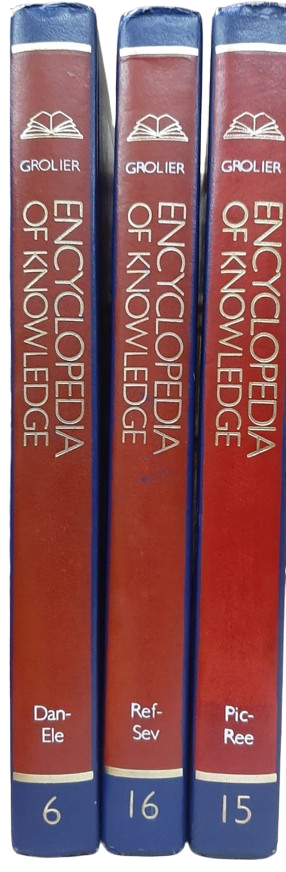 GROLIER
ENCYCLOPEDIA
OF KNOWLEDGE
Dan-
Ele
6
GROLIER
ENCYCLOPEDIA
OF KNOWLEDGE
Ref-
Sev
16
GROLIER
ENCYCLOPEDIA
OF KNOWLEDGE
Pic-
Ree
15